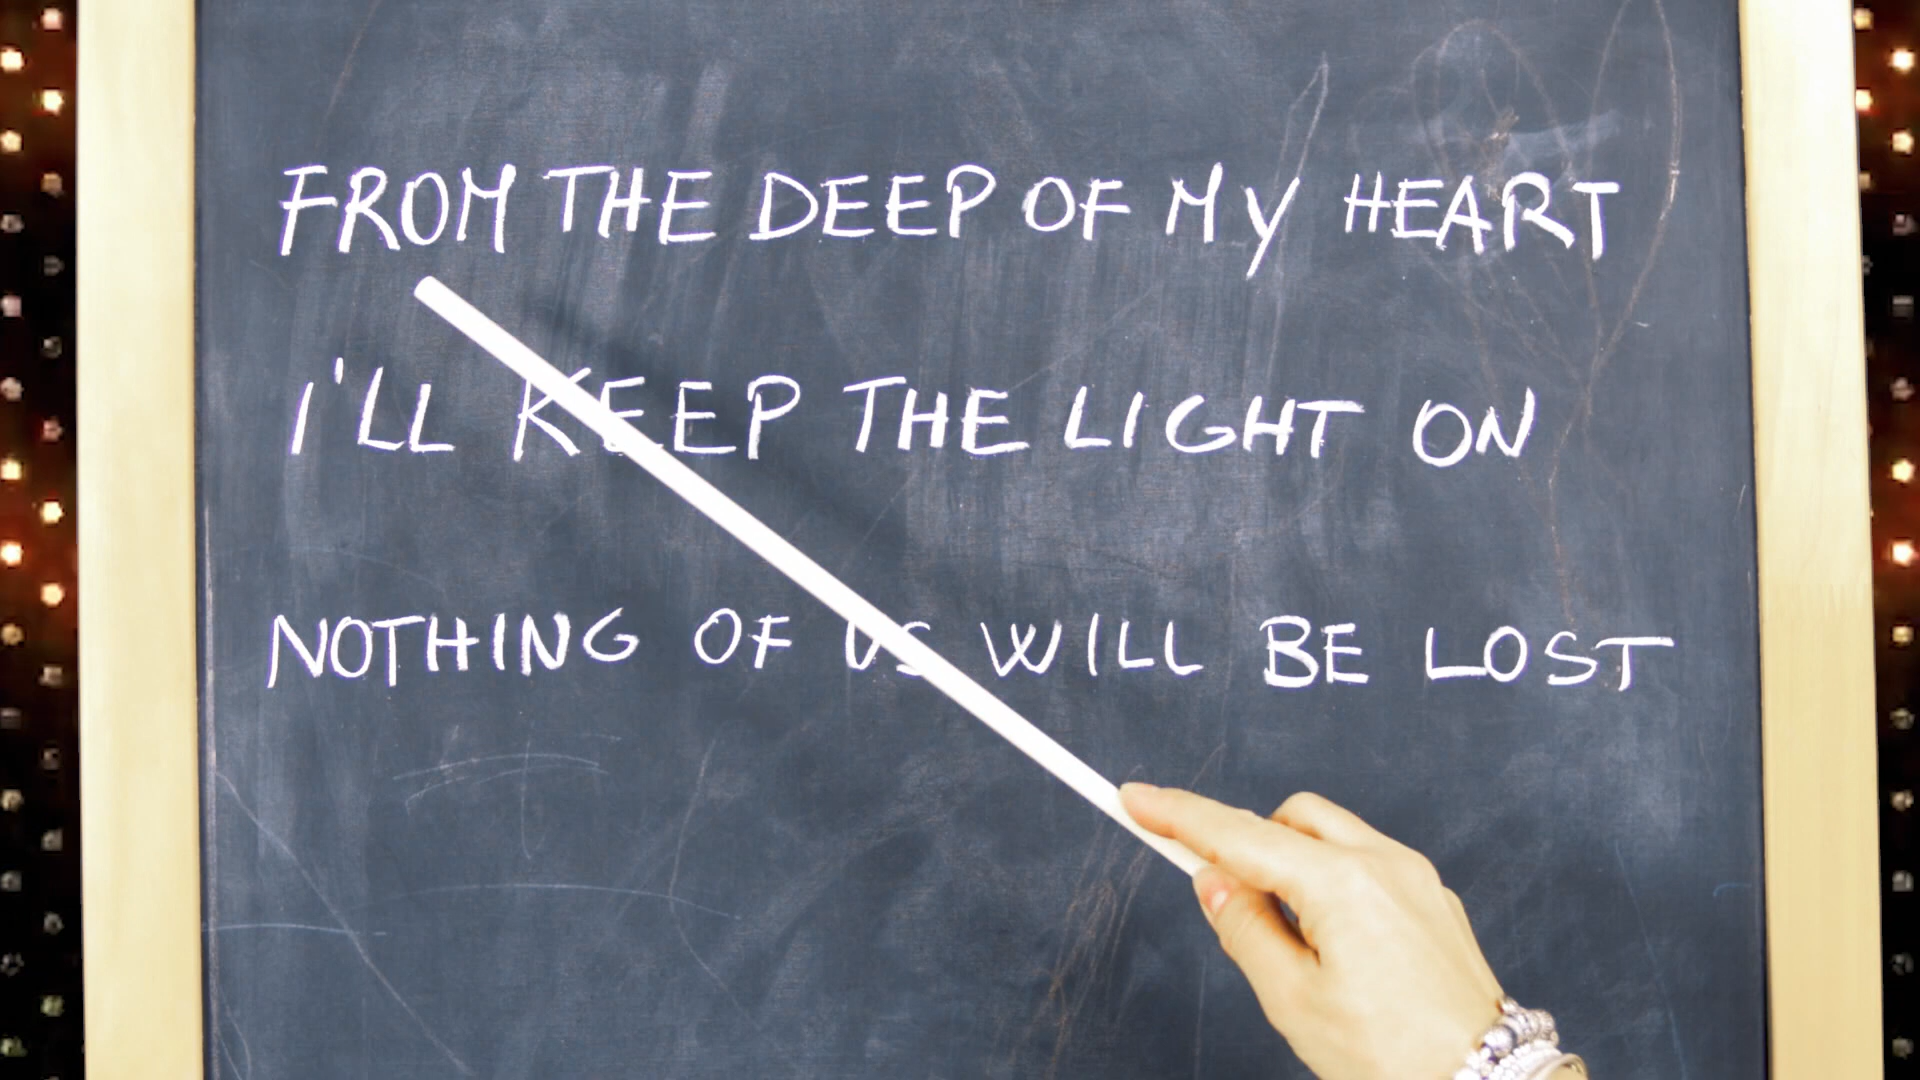 FROM THE DEEP OF MY HEART
I'LL KEEP THE LIGHT ON
NOTHING OF US WILL BE LOST